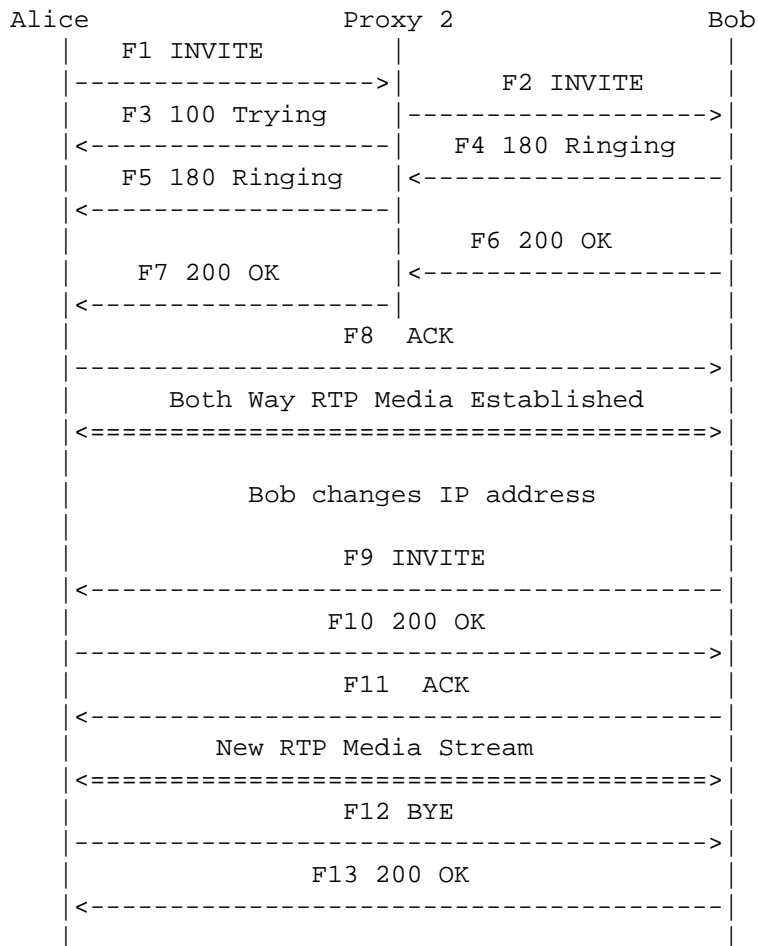 Alice Proxy 2 Bob
F1 INVITE
F2 INVITE
F3 100 Trying
F4 180 Ringing
F5 180 Ringing
F6 200 OK
F7 200 OK
F8 ACK
Both Way RTP Media Established
Bob changes IP address
F9 INVITE
F10 200 OK
F11 ACK
New RTP Media Stream
F12 BYE
F13 200 OK